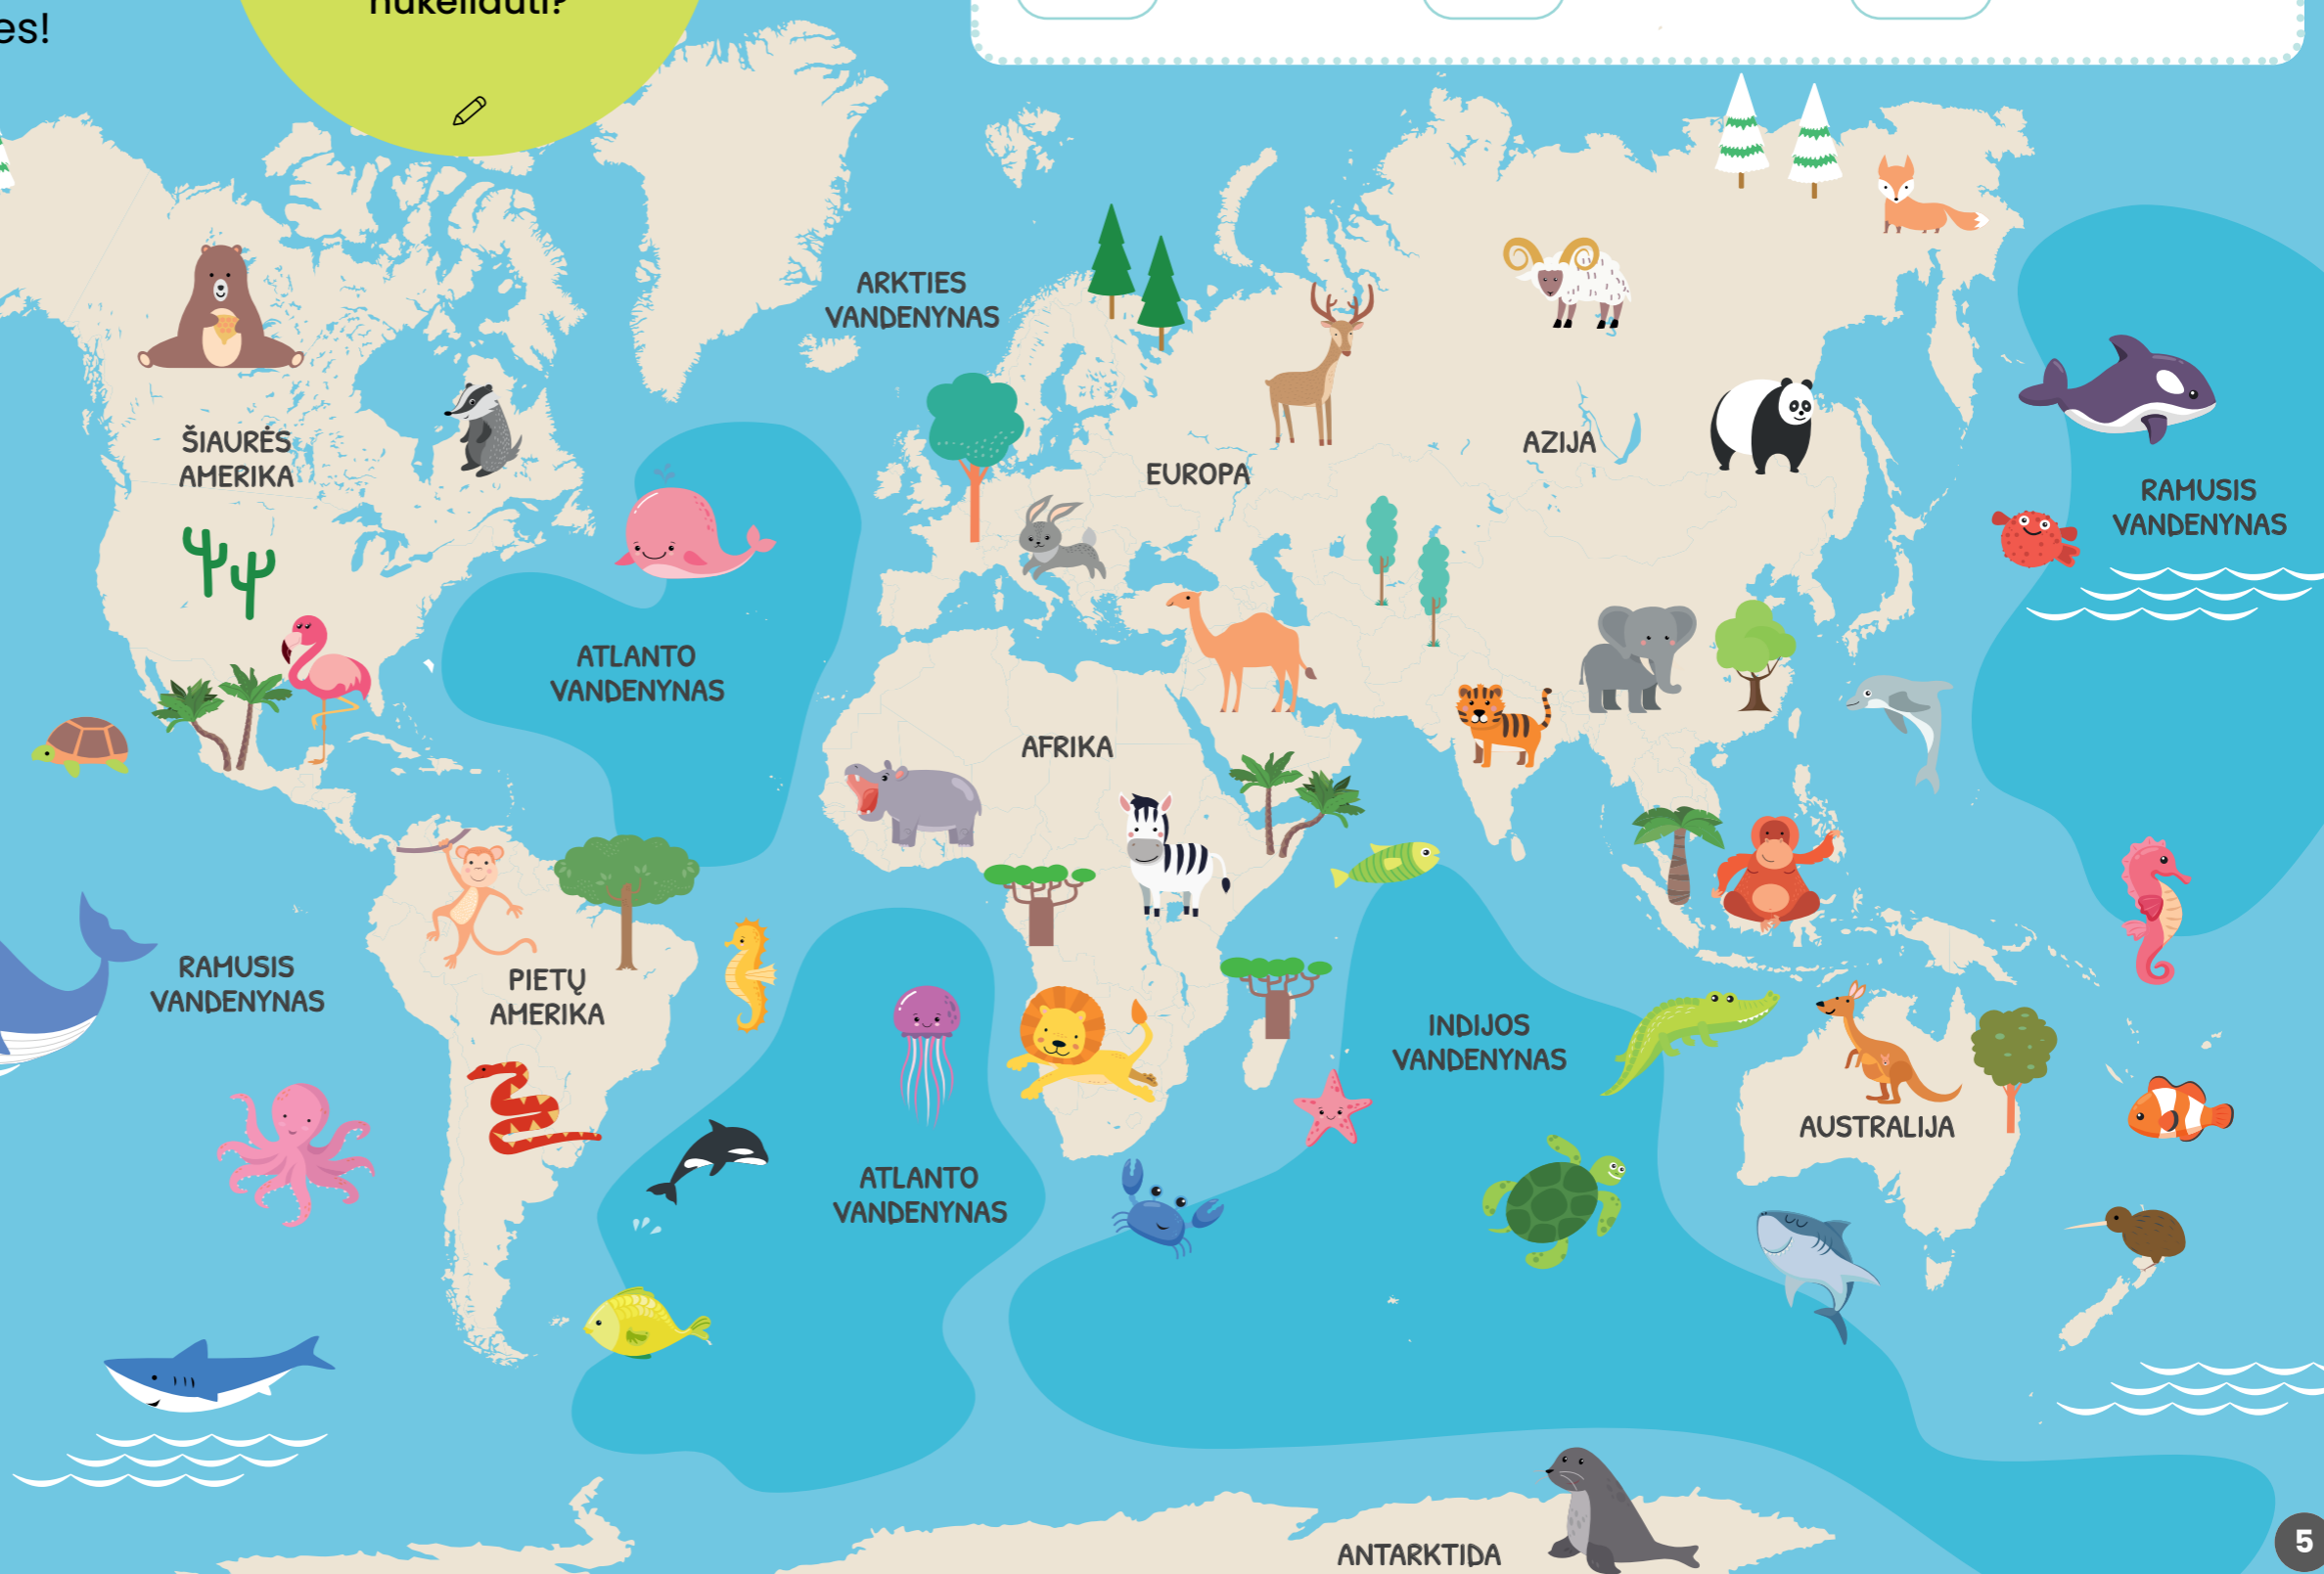 es!
nukeliauti?
ARKTIES
VANDENYNAS
ŠIAURĖS
AMERIKA
EUROPA
AZIJA
RAMUSIS
VANDENYNAS
ATLANTO
VANDENYNAS
AFRIKA
RAMUSIS
VANDENYNAS
PIETŲ
AMERIKA
INDIJOS
VANDENYNAS
AUSTRALIJA
ATLANTO
VANDENYNAS
ANTARKTIDA
5